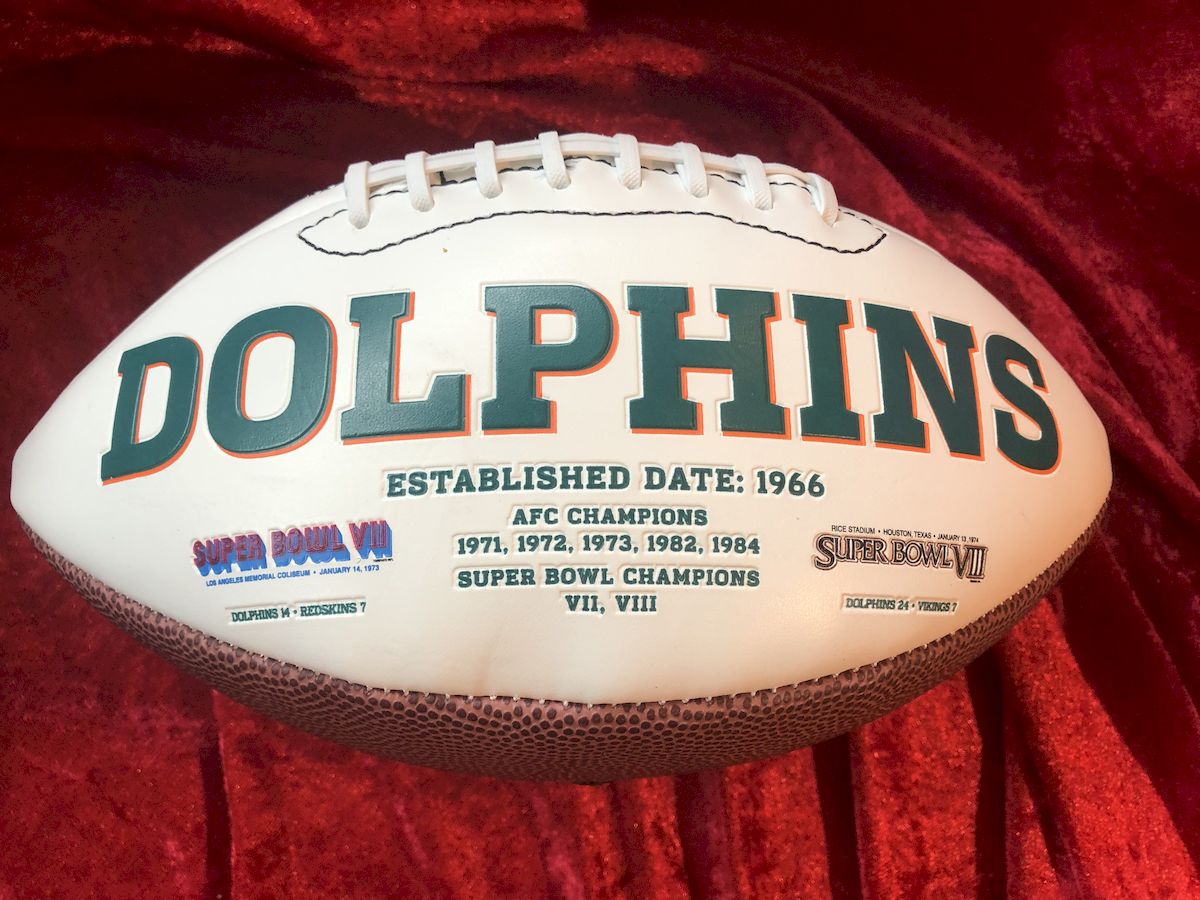 DOLPHINS
ESTABLISHED DATE: 1966
AFC CHAMPIONS
1971, 1972, 1973, 1982, 1984
SUPER BOWL CHAMPIONS
VII, VIII
SUPER BOWL VII
LOS ANGELES MEMORIAL COLISEUM • JANUARY 14, 1973
DOLPHINS 14 • REDSKINS 7
RICE STADIUM • HOUSTON, TEXAS • JANUARY 13, 1974
SUPER BOWL VIII
DOLPHINS 24 • VIKINGS 7